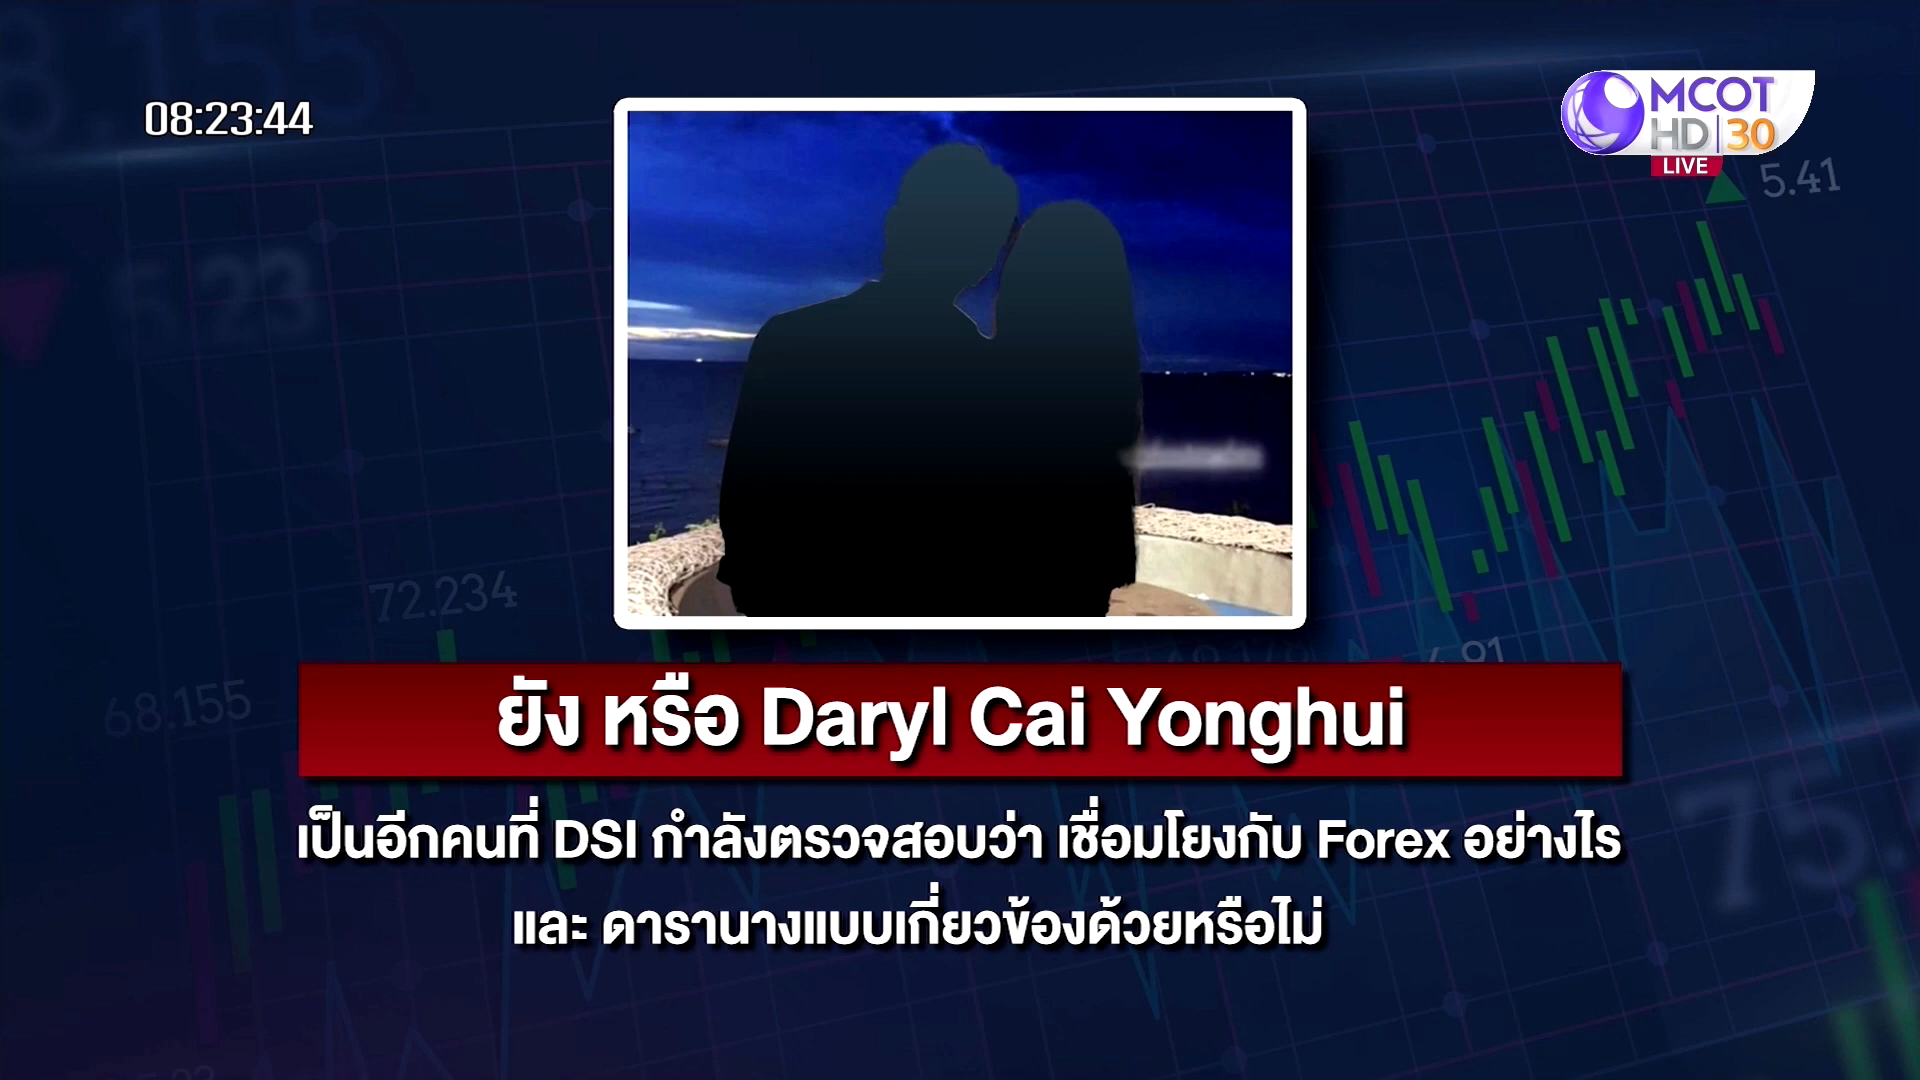 08:23:44
MCOT
HD 30
LIVE
5.41
5.23
72.234
68.155
ยัง หรือ Daryl Cai Yonghui
เป็นอีกคนที่ DSI กำลังตรวจสอบว่า เชื่อมโยงกับ Forex อย่างไร
และ ดารานางแบบเกี่ยวข้องด้วยหรือไม่